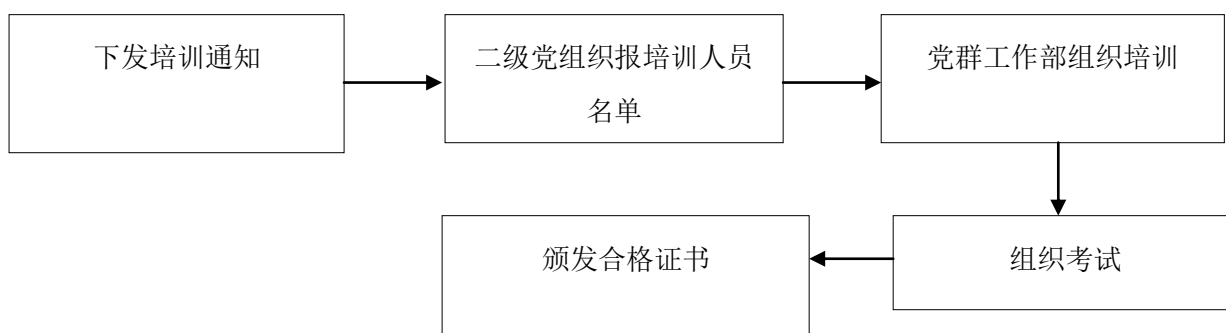 下发培训通知
二级党组织报培训人员
名单
党群工作部组织培训
组织考试
颁发合格证书